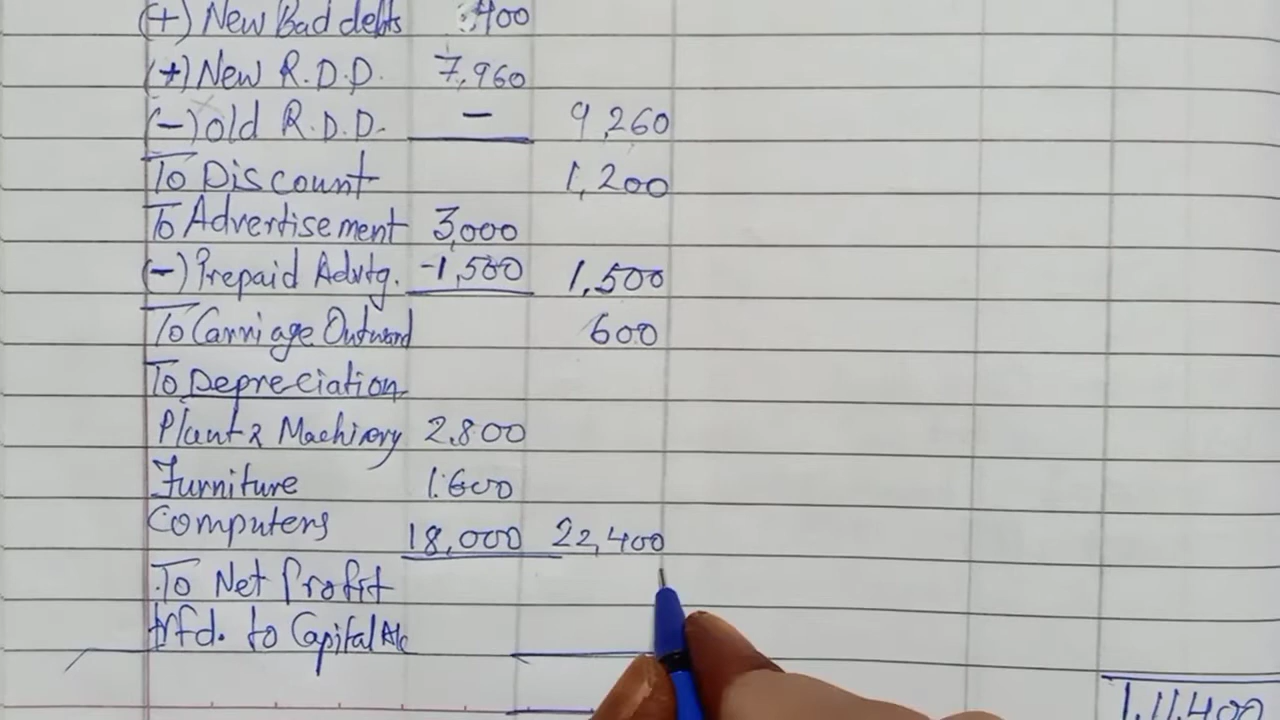 (+) New Bad debts 400
(+) New R.D.D. 7,960
(-) old R.D.D. - 9,260
To Discount 1,200
To Advertisement 3,000
(-) Prepaid Advtg. -1,500 1,500
To Carriage Outward 600
To Depreciation
Plant & Machinery 2,800
Furniture 1,600
Computers 18,000 22,400
To Net Profit
trfd. to Capital A/c
1,11,400